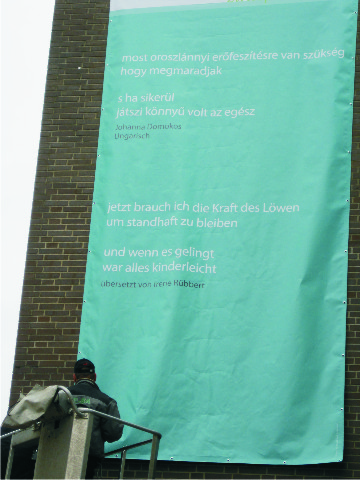 most oroszlánnyi erőfeszítésre van szükség
hogy megmaradjak
s ha sikerül
játszi könnyű volt az egész
Johanna Domokos
Ungarisch
jetzt brauch ich die Kraft des Löwen
um standhaft zu bleiben
und wenn es gelingt
war alles kinderleicht
übersetzt von Irene Rübberdt